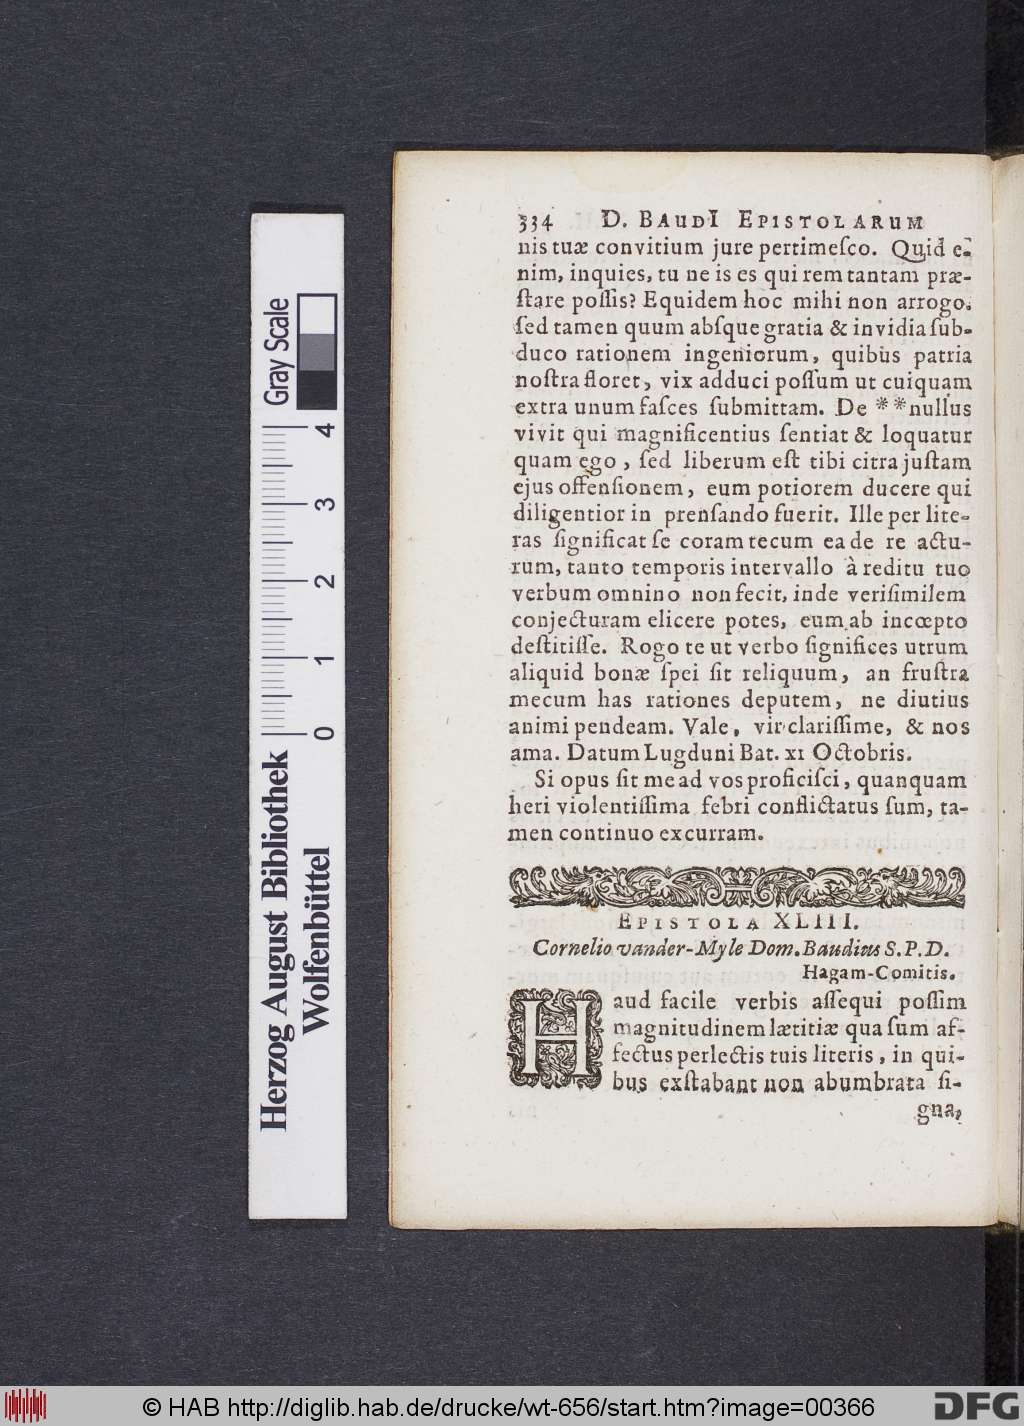 334 D. BAUDI EPISTOLARUM
nis tuæ convitium jure pertimeſco. Quid e-
nim, inquies, tu ne is es qui rem tantam præ-
ſtare poſſis? Equidem hoc mihi non arrogo.
ſed tamen quum abſque gratia & invidia ſub-
duco rationem ingeniorum, quibus patria
noſtra floret, vix adduci poſſum ut cuiquam
extra unum faſces ſubmittam. De **nullus
vivit qui magnificentius ſentiat & loquatur
quam ego, ſed liberum eſt tibi citra juſtam
ejus offenſionem, eum potiorem ducere qui
diligentior in prenſando fuerit. Ille per lite-
ras ſignificat ſe coram tecum ea de re actu-
rum, tanto temporis intervallo à reditu tuo
verbum omnino non fecit, inde veriſimilem
conjecturam elicere potes, eum ab incœpto
deſtitiſſe. Rogo te ut verbo ſignifices utrum
aliquid bonæ ſpei ſit reliquum, an fruſtra
mecum has rationes deputem, ne diutius
animi pendeam. Vale, vir clariſſime, & nos
ama. Datum Lugduni Bat. XI Octobris.
Si opus ſit me ad vos proficiſci, quanquam
heri violentiſſima febri conflictatus ſum, ta-
men continuo excurram.
EPISTOLA XLIII.
Cornelio vander-Myle Dom. Baudius S.P.D.
Hagam-Comitis.
Haud facile verbis aſſequi poſſim
magnitudinem lætitiæ qua ſum af-
fectus perlectis tuis literis, in qui-
bus exſtabant non abumbrata ſi-
gna,
Gray Scale
0 1 2 3 4
Herzog August Bibliothek
Wolfenbüttel
© HAB http://diglib.hab.de/drucke/wt-656/start.htm?image=00366
DFG